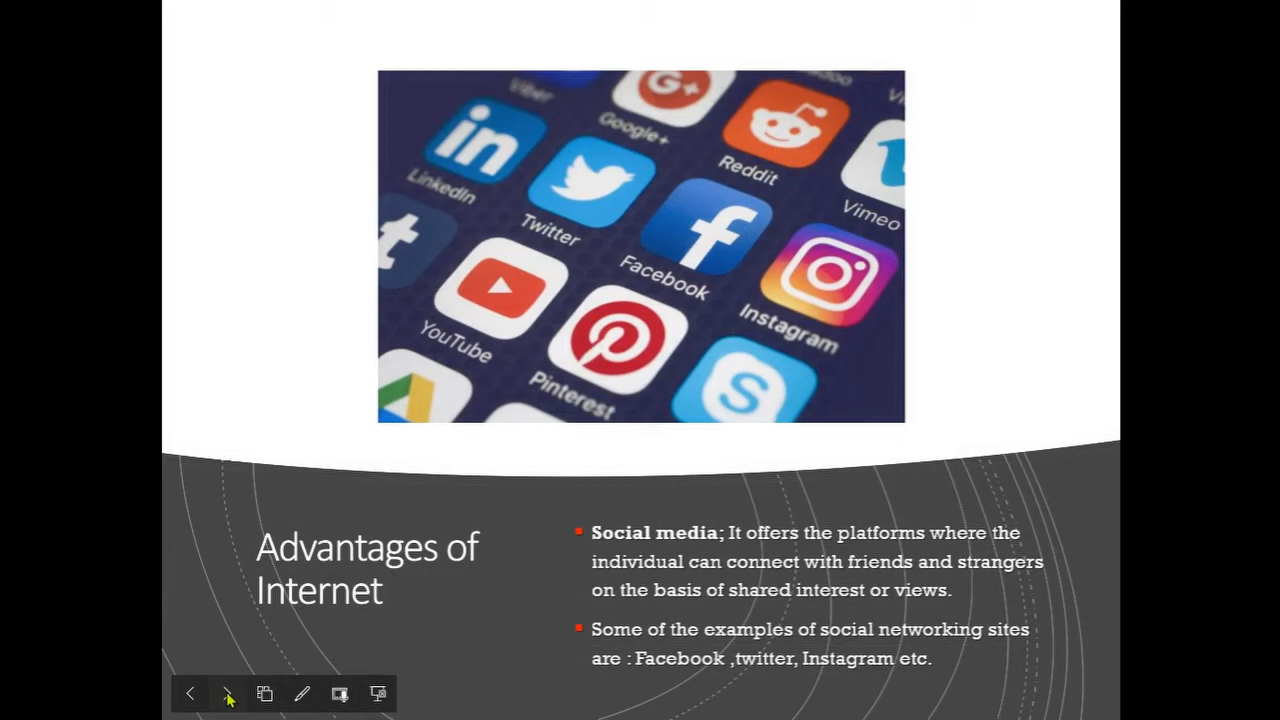 Viber
Google+
Reddit
Vimeo
LinkedIn
Twitter
Facebook
Instagram
YouTube
Pinterest
Advantages of
Internet
Social media; It offers the platforms where the
individual can connect with friends and strangers
on the basis of shared interest or views.
Some of the examples of social networking sites
are : Facebook ,twitter, Instagram etc.